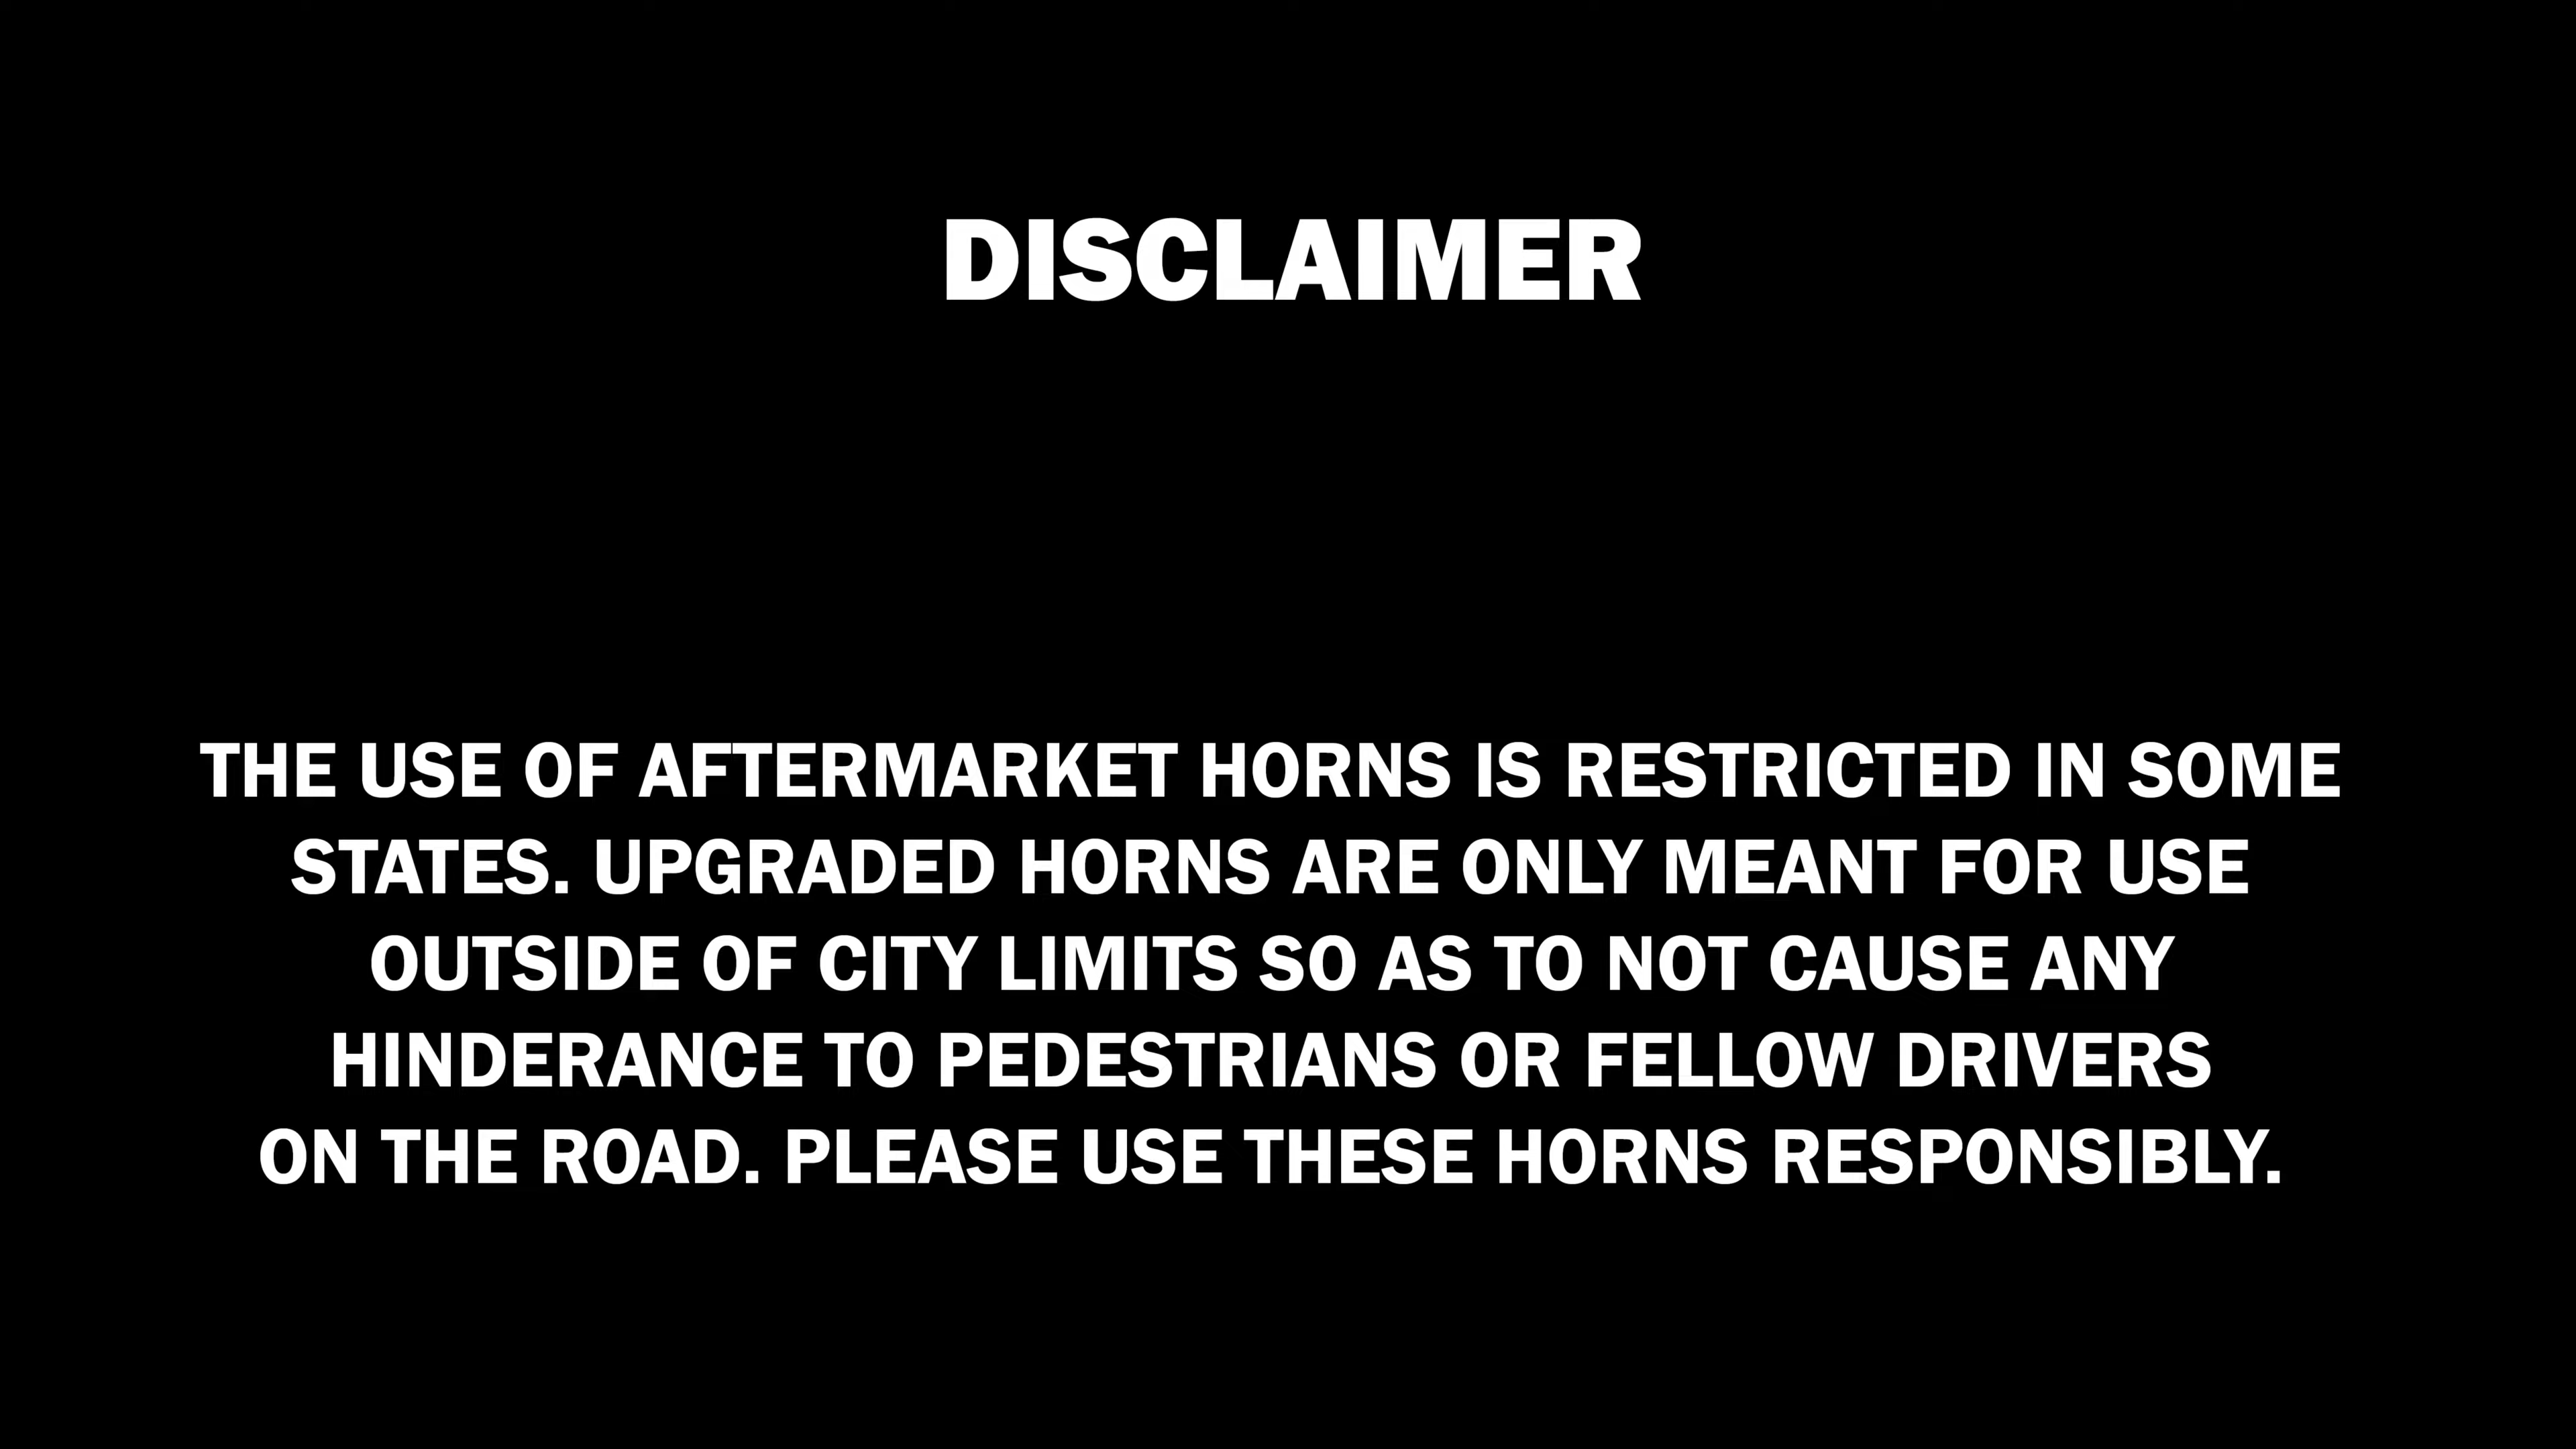 DISCLAIMER
THE USE OF AFTERMARKET HORNS IS RESTRICTED IN SOME
STATES. UPGRADED HORNS ARE ONLY MEANT FOR USE
OUTSIDE OF CITY LIMITS SO AS TO NOT CAUSE ANY
HINDERANCE TO PEDESTRIANS OR FELLOW DRIVERS
ON THE ROAD. PLEASE USE THESE HORNS RESPONSIBLY.